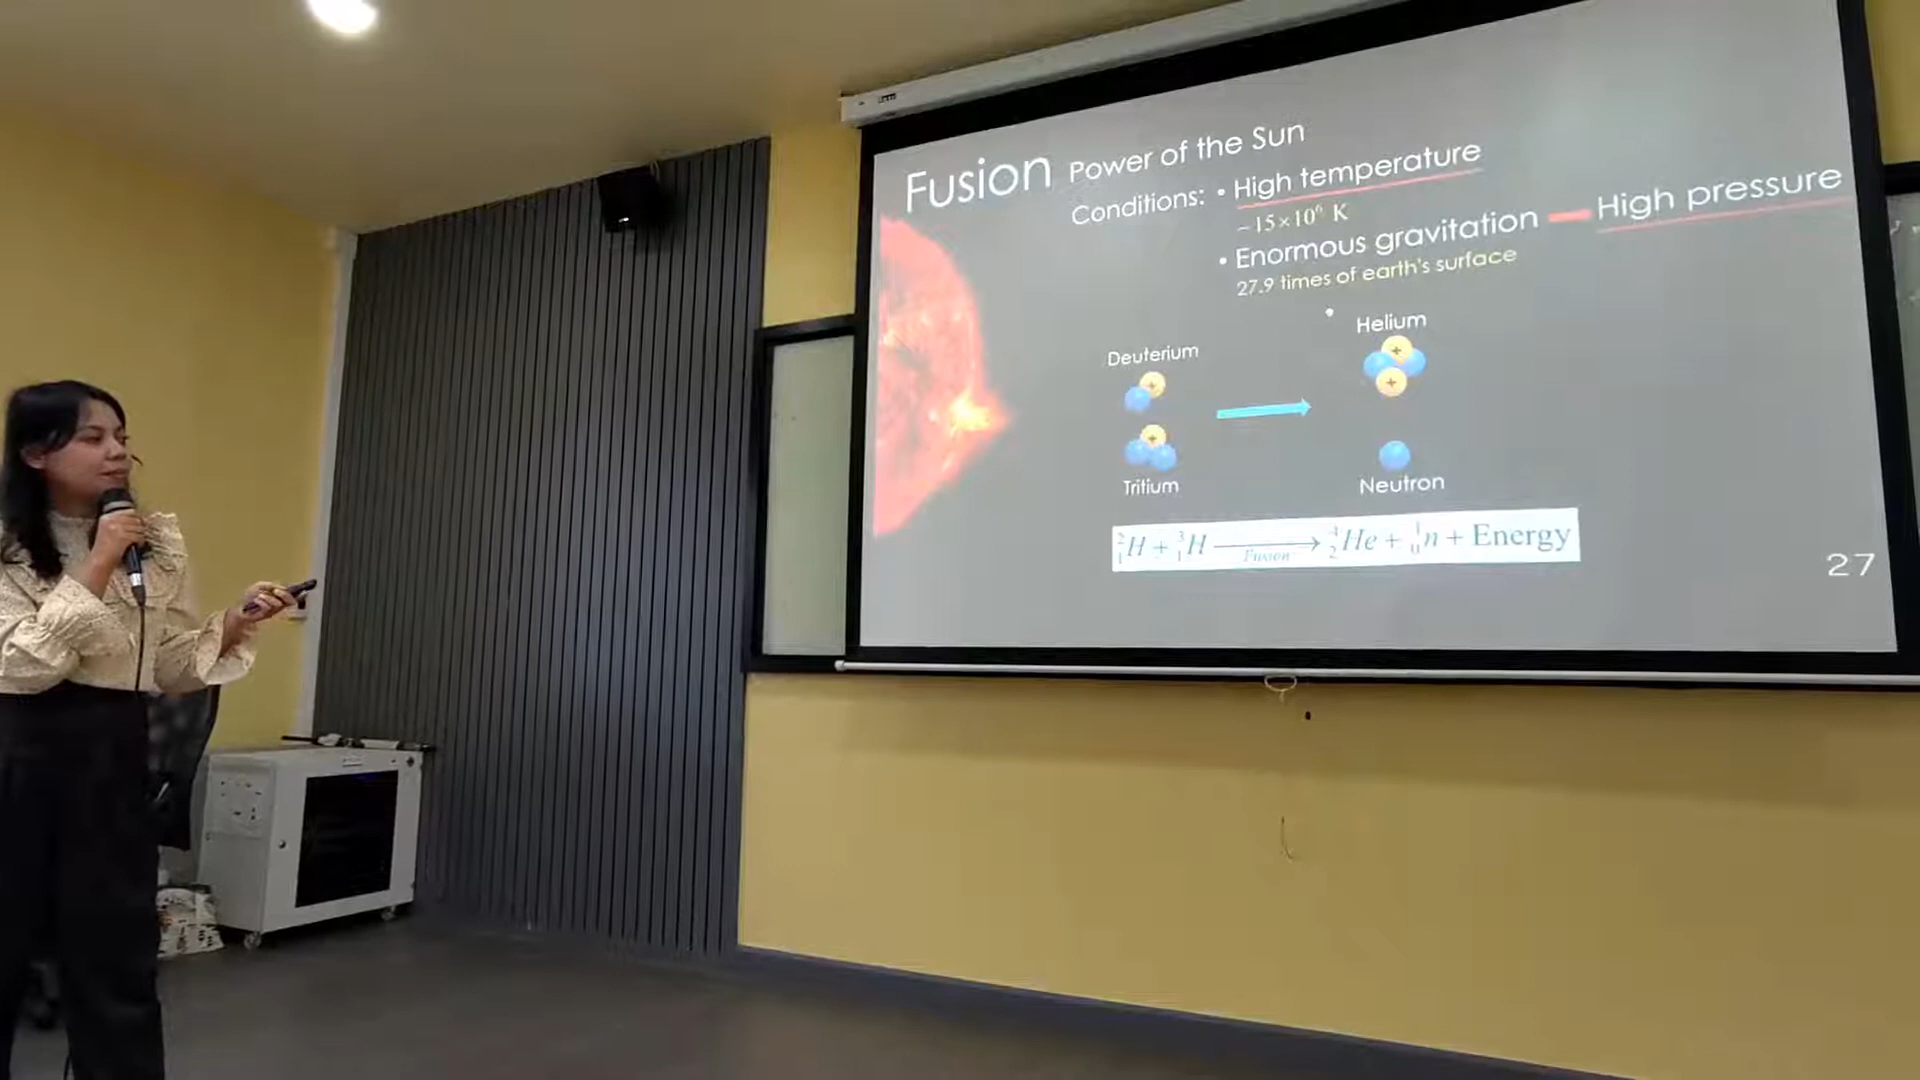 Fusion Power of the Sun
Conditions: • High temperature
~15×10⁶ K
• Enormous gravitation — High pressure
27.9 times of earth's surface
Deuterium
Helium
+
+
+
+
Tritium
Neutron
²₁H + ³₁H ⟶ ⁴₂He + ¹₀n + Energy
Fusion
27